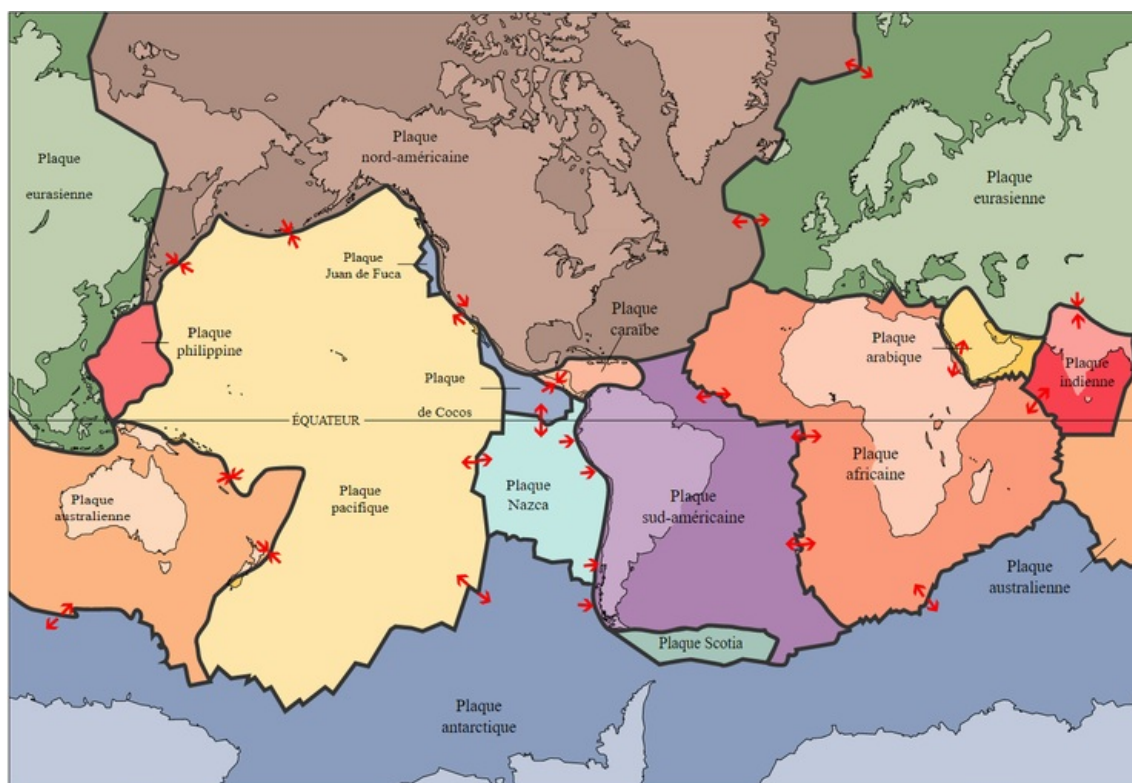 Plaque
nord-américaine
Plaque
eurasienne
Plaque
eurasienne
Plaque
Juan de Fuca
Plaque
caraïbe
Plaque
philippine
Plaque
arabique
Plaque
indienne
Plaque
de Cocos
ÉQUATEUR
Plaque
africaine
Plaque
australienne
Plaque
pacifique
Plaque
Nazca
Plaque
sud-américaine
Plaque
australienne
Plaque Scotia
Plaque
antarctique